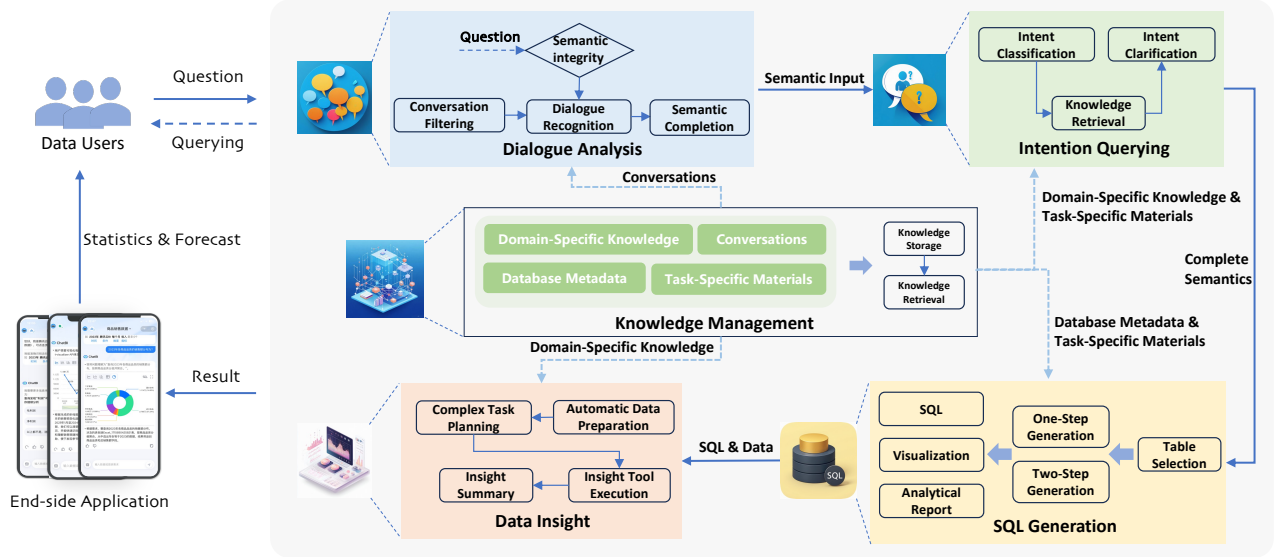 Question
Querying
Data Users
Statistics & Forecast
Result
End-side Application
Question
Semantic
integrity
Conversation
Filtering
Dialogue
Recognition
Semantic
Completion
Dialogue Analysis
Semantic Input
Intent
Classification
Intent
Clarification
Knowledge
Retrieval
Intention Querying
Conversations
Domain-Specific Knowledge &
Task-Specific Materials
Complete
Semantics
Domain-Specific Knowledge
Conversations
Database Metadata
Task-Specific Materials
Knowledge
Storage
Knowledge
Retrieval
Knowledge Management
Domain-Specific Knowledge
Database Metadata &
Task-Specific Materials
Complex Task
Planning
Automatic Data
Preparation
Insight
Summary
Insight Tool
Execution
Data Insight
SQL & Data
SQL
SQL
Visualization
Analytical
Report
One-Step
Generation
Two-Step
Generation
Table
Selection
SQL Generation